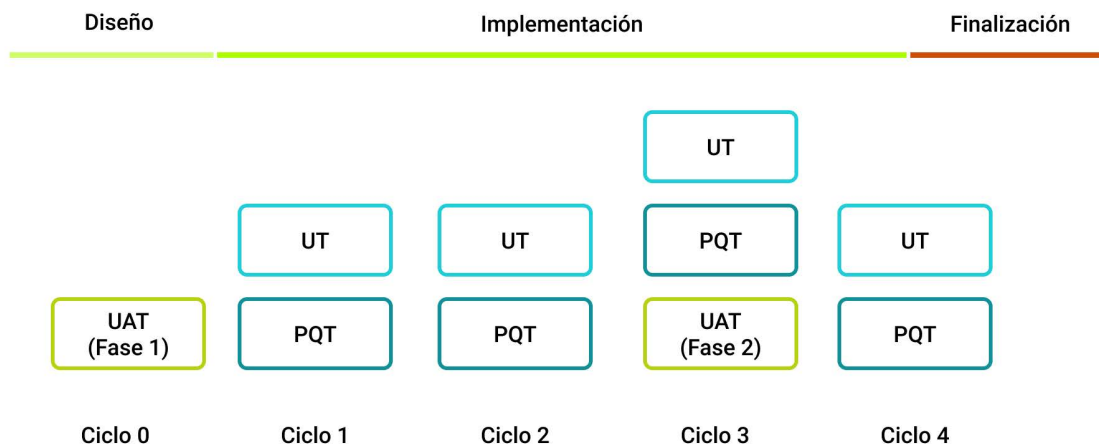 Diseño
Implementación
Finalización
UT
UT
UT
PQT
UT
UAT
(Fase 1)
PQT
PQT
UAT
(Fase 2)
PQT
Ciclo 0
Ciclo 1
Ciclo 2
Ciclo 3
Ciclo 4